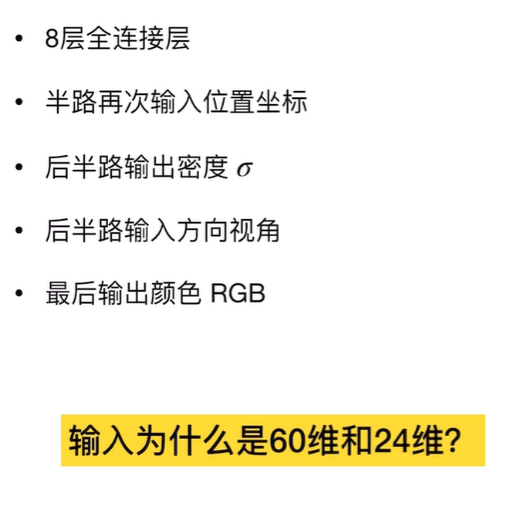 • 8层全连接层
• 半路再次输入位置坐标
• 后半路输出密度 σ
• 后半路输入方向视角
• 最后输出颜色 RGB
输入为什么是60维和24维？